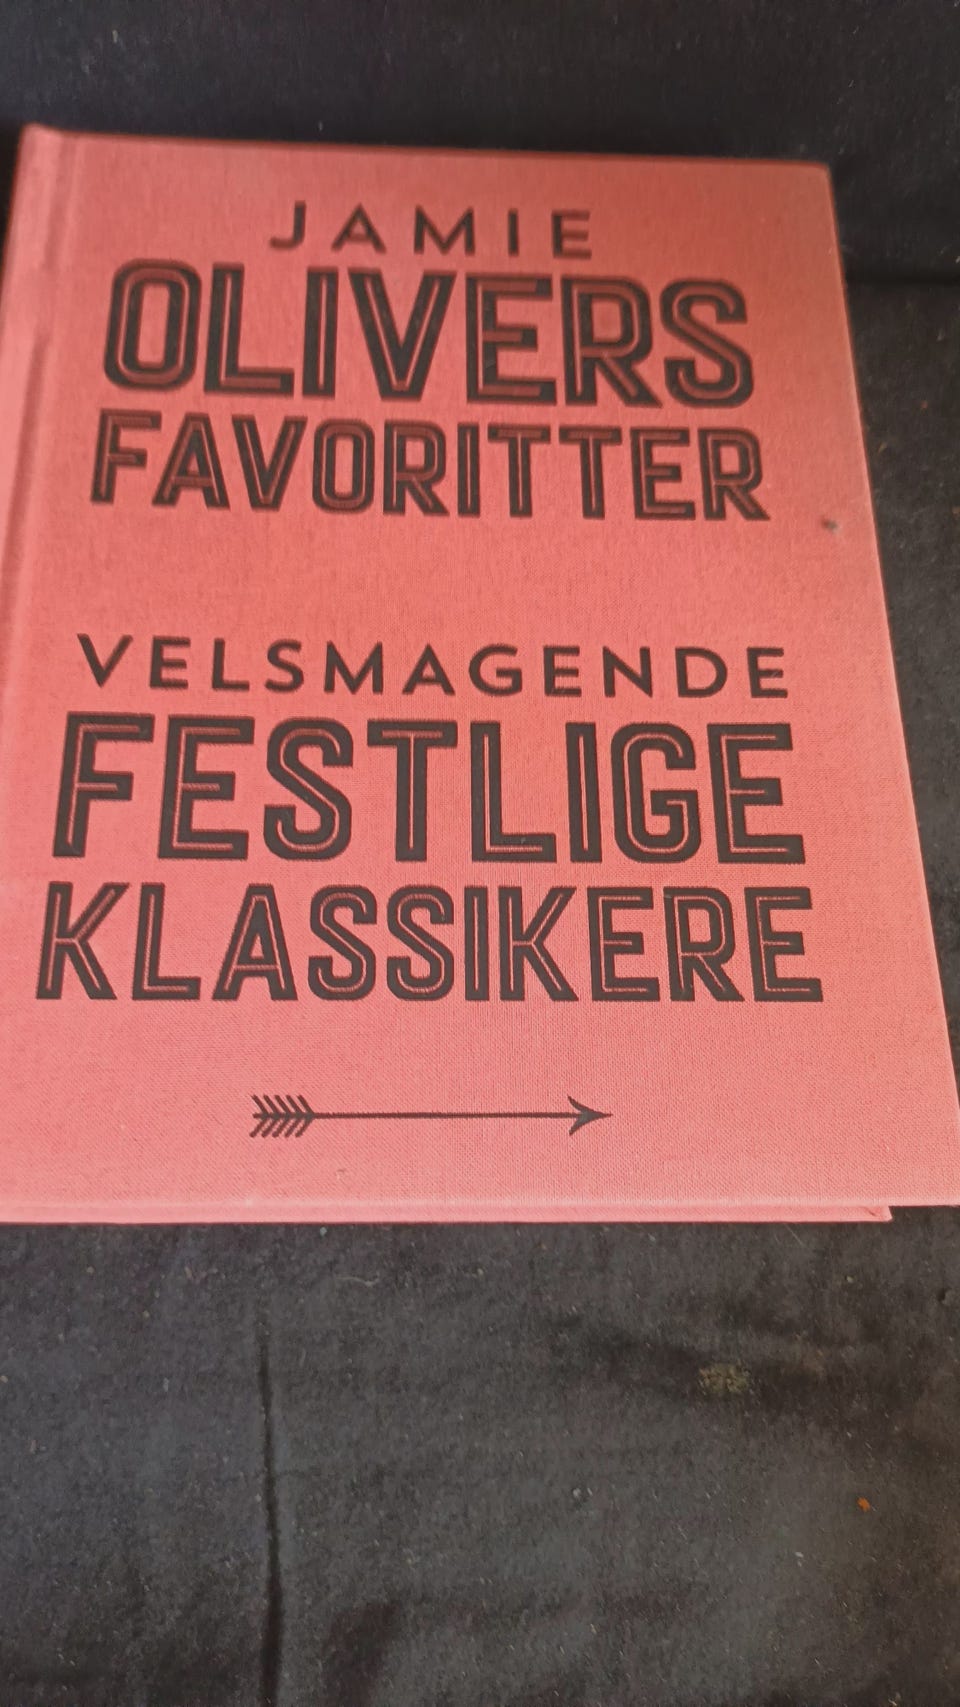 JAMIE
OLIVERS
FAVORITTER
VELSMAGENDE
FESTLIGE
KLASSIKERE